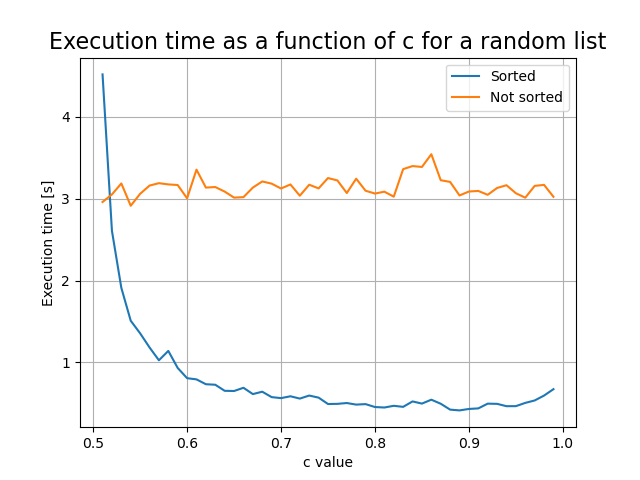 Execution time as a function of c for a random list
Sorted
Not sorted
Execution time [s]
4
3
2
1
0.5 0.6 0.7 0.8 0.9 1.0
c value